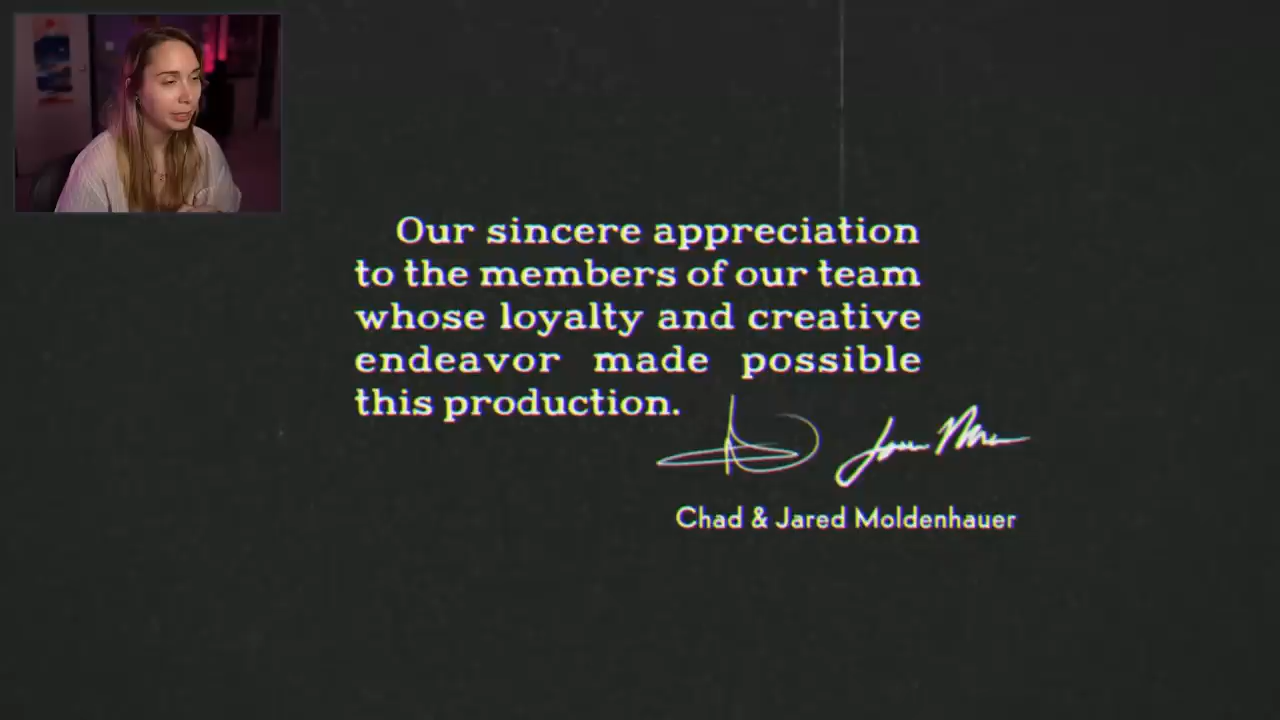 Our sincere appreciation
to the members of our team
whose loyalty and creative
endeavor made possible
this production.
Chad & Jared Moldenhauer